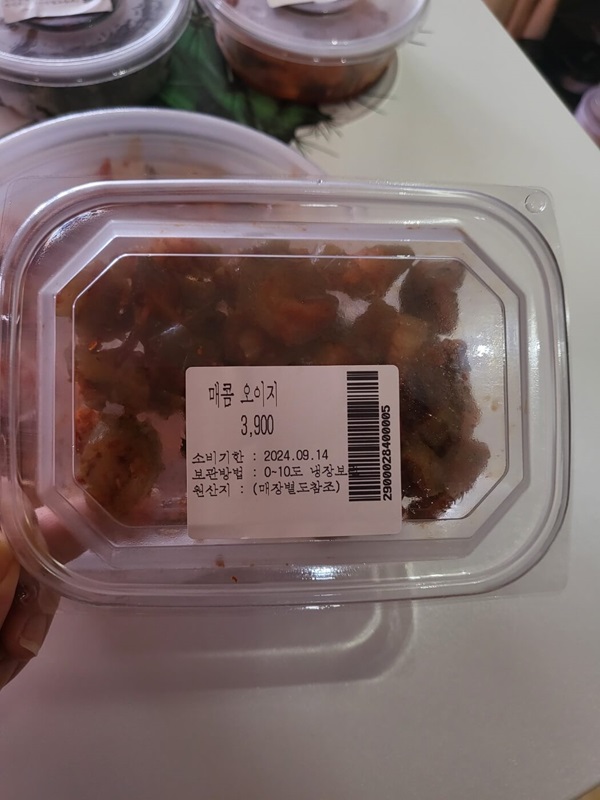 매콤 오이지
3,900
소비기한 : 2024.09.14
보관방법 : 0~10도 냉장보
원산지 : (매장별도참조)
2900028400005